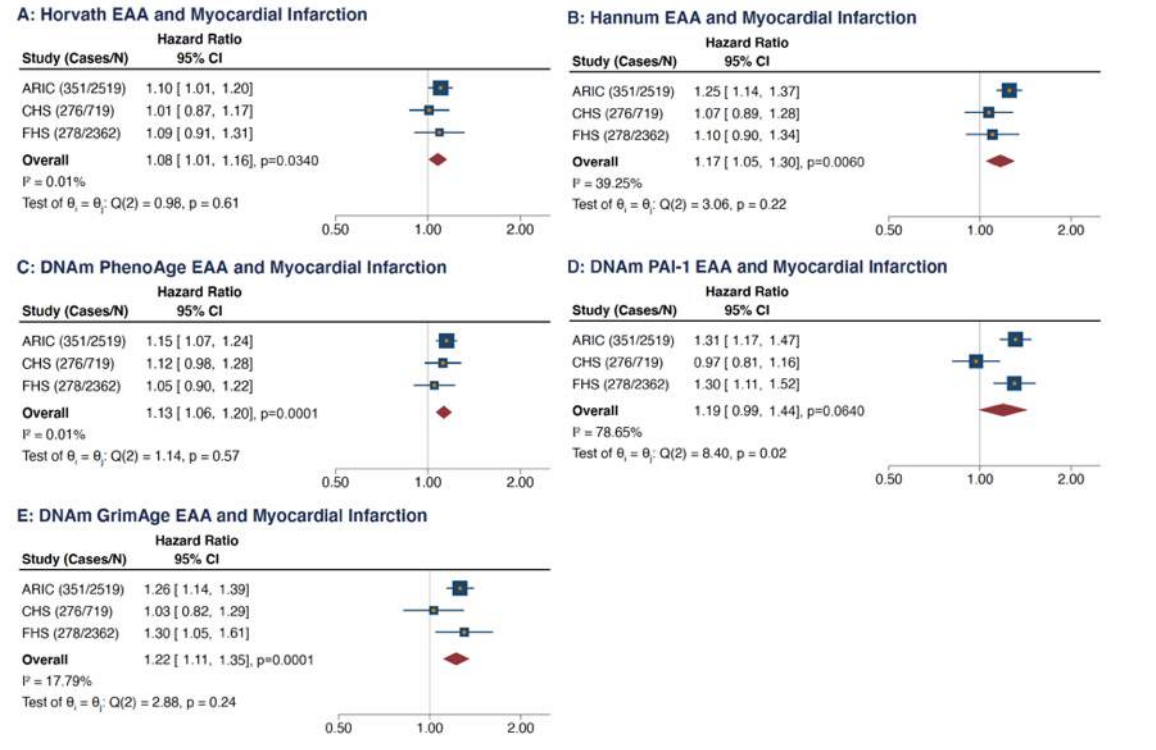 A: Horvath EAA and Myocardial Infarction
Hazard Ratio
Study (Cases/N) 95% CI
ARIC (351/2519) 1.10 [ 1.01, 1.20]
CHS (276/719) 1.01 [ 0.87, 1.17]
FHS (278/2362) 1.09 [ 0.91, 1.31]
Overall 1.08 [ 1.01, 1.16], p=0.0340
I² = 0.01%
Test of θᵢ = θⱼ: Q(2) = 0.98, p = 0.61
0.50 1.00 2.00
B: Hannum EAA and Myocardial Infarction
Hazard Ratio
Study (Cases/N) 95% CI
ARIC (351/2519) 1.25 [ 1.14, 1.37]
CHS (276/719) 1.07 [ 0.89, 1.28]
FHS (278/2362) 1.10 [ 0.90, 1.34]
Overall 1.17 [ 1.05, 1.30], p=0.0060
I² = 39.25%
Test of θᵢ = θⱼ: Q(2) = 3.06, p = 0.22
0.50 1.00 2.00
C: DNAm PhenoAge EAA and Myocardial Infarction
Hazard Ratio
Study (Cases/N) 95% CI
ARIC (351/2519) 1.15 [ 1.07, 1.24]
CHS (276/719) 1.12 [ 0.98, 1.28]
FHS (278/2362) 1.05 [ 0.90, 1.22]
Overall 1.13 [ 1.06, 1.20], p=0.0001
I² = 0.01%
Test of θᵢ = θⱼ: Q(2) = 1.14, p = 0.57
0.50 1.00 2.00
D: DNAm PAI-1 EAA and Myocardial Infarction
Hazard Ratio
Study (Cases/N) 95% CI
ARIC (351/2519) 1.31 [ 1.17, 1.47]
CHS (276/719) 0.97 [ 0.81, 1.16]
FHS (278/2362) 1.30 [ 1.11, 1.52]
Overall 1.19 [ 0.99, 1.44], p=0.0640
I² = 78.65%
Test of θᵢ = θⱼ: Q(2) = 8.40, p = 0.02
0.50 1.00 2.00
E: DNAm GrimAge EAA and Myocardial Infarction
Hazard Ratio
Study (Cases/N) 95% CI
ARIC (351/2519) 1.26 [ 1.14, 1.39]
CHS (276/719) 1.03 [ 0.82, 1.29]
FHS (278/2362) 1.30 [ 1.05, 1.61]
Overall 1.22 [ 1.11, 1.35], p=0.0001
I² = 17.79%
Test of θᵢ = θⱼ: Q(2) = 2.88, p = 0.24
0.50 1.00 2.00